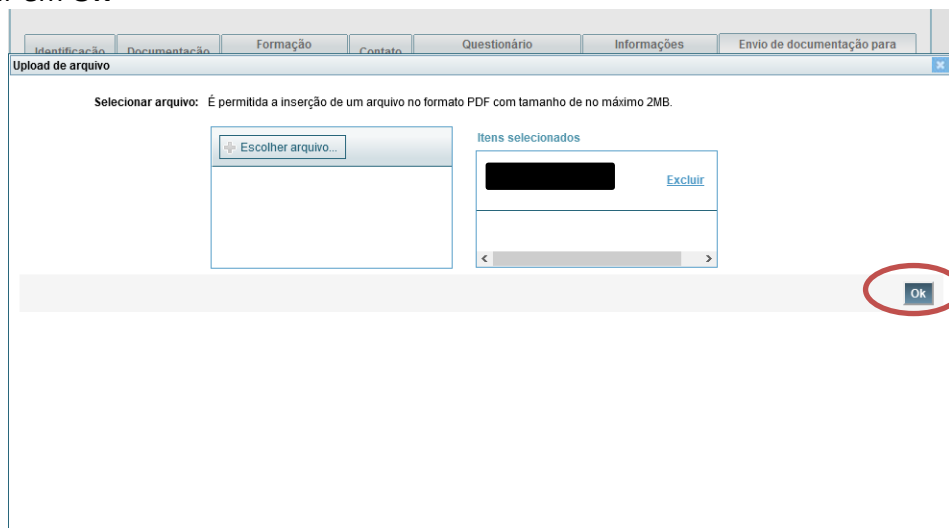 Formação
Questionário
Informações
Envio de documentação para
Identificação
Documentação
Contato
Upload de arquivo
Selecionar arquivo: É permitida a inserção de um arquivo no formato PDF com tamanho de no máximo 2MB.
Escolher arquivo...
Itens selecionados
Excluir
Ok